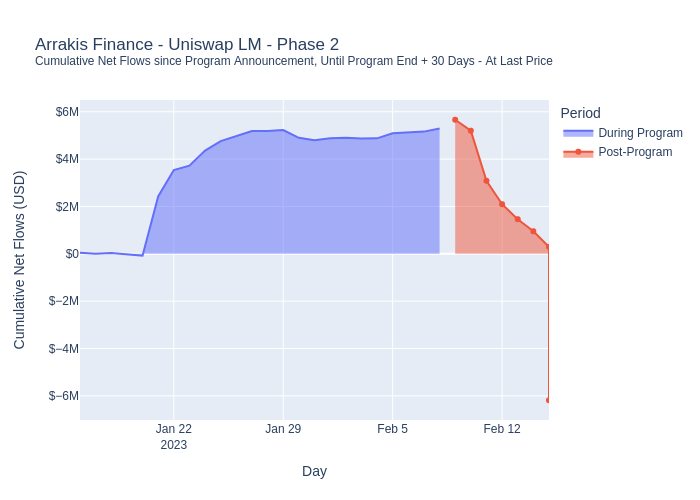 Arrakis Finance - Uniswap LM - Phase 2
Cumulative Net Flows since Program Announcement, Until Program End + 30 Days - At Last Price
Period
During Program
Post-Program
Cumulative Net Flows (USD)
$6M
$4M
$2M
$0
$−2M
$−4M
$−6M
Jan 22
2023
Jan 29
Feb 5
Feb 12
Day